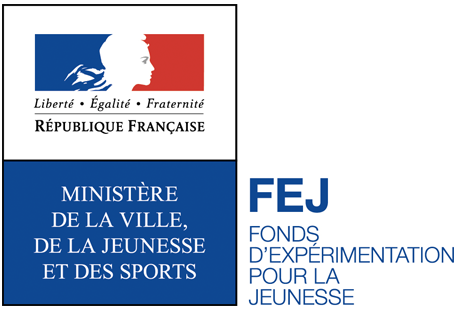 Liberté • Égalité • Fraternité
RÉPUBLIQUE FRANÇAISE
MINISTÈRE
DE LA VILLE,
DE LA JEUNESSE
ET DES SPORTS
FEJ
FONDS
D'EXPÉRIMENTATION
POUR LA
JEUNESSE